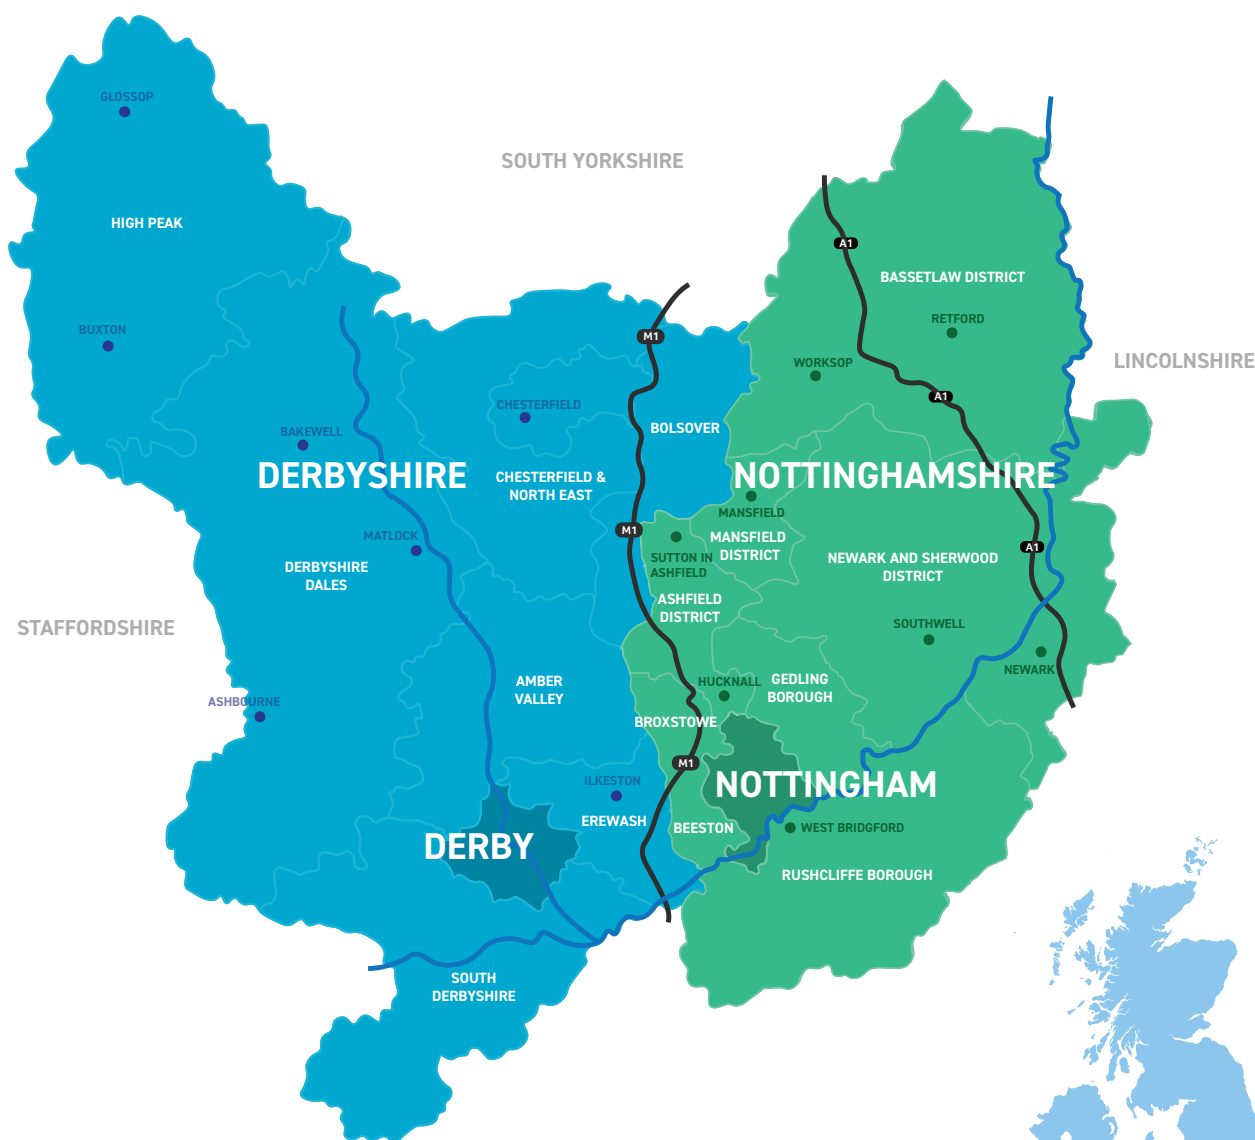 GLOSSOP
SOUTH YORKSHIRE
HIGH PEAK
A1
BASSETLAW DISTRICT
RETFORD
BUXTON
M1
LINCOLNSHIRE
WORKSOP
A1
CHESTERFIELD
BAKEWELL
BOLSOVER
DERBYSHIRE
NOTTINGHAMSHIRE
CHESTERFIELD &
NORTH EAST
MANSFIELD
M1
MATLOCK
MANSFIELD
DISTRICT
A1
SUTTON IN
ASHFIELD
NEWARK AND SHERWOOD
DISTRICT
DERBYSHIRE
DALES
ASHFIELD
DISTRICT
STAFFORDSHIRE
SOUTHWELL
NEWARK
AMBER
VALLEY
HUCKNALL
GEDLING
BOROUGH
ASHBOURNE
BROXSTOWE
M1
ILKESTON
NOTTINGHAM
EREWASH
BEESTON
WEST BRIDGFORD
DERBY
RUSHCLIFFE BOROUGH
SOUTH
DERBYSHIRE